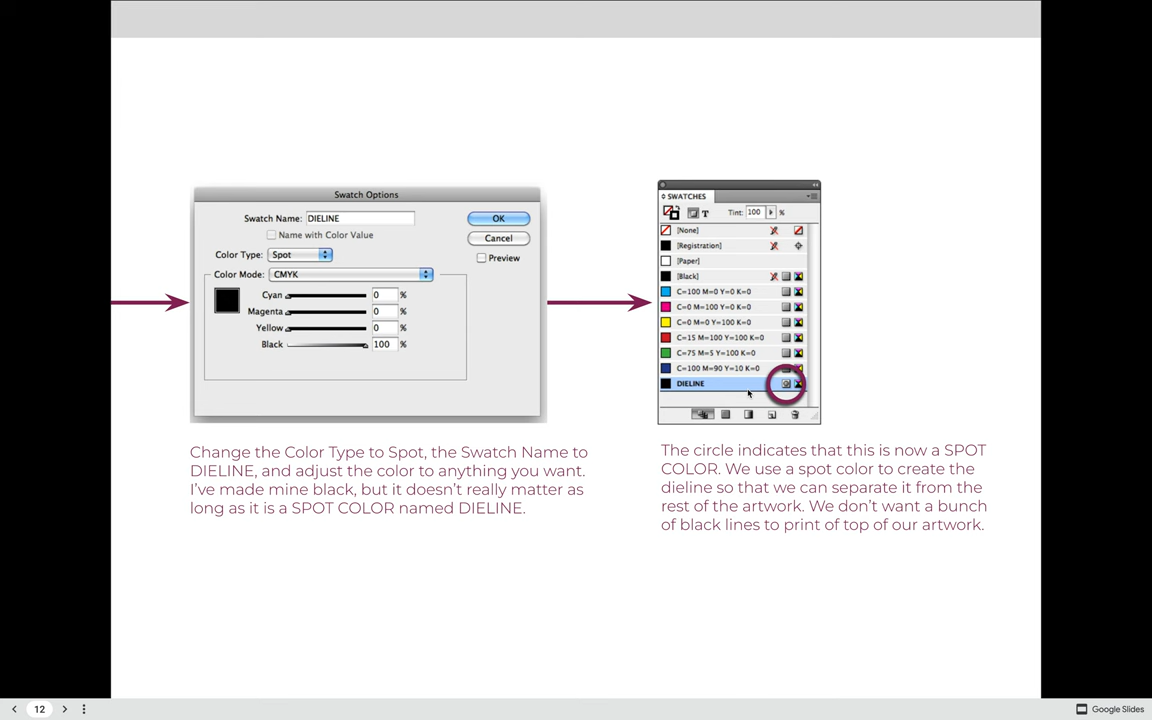 Swatch Options
Swatch Name: DIELINE
OK
Name with Color Value
Cancel
Color Type: Spot
Preview
Color Mode: CMYK
Cyan 0 %
Magenta 0 %
Yellow 0 %
Black 100 %
SWATCHES
T Tint: 100 %
[None]
[Registration]
[Paper]
[Black]
C=100 M=0 Y=0 K=0
C=0 M=100 Y=0 K=0
C=0 M=0 Y=100 K=0
C=15 M=100 Y=100 K=0
C=75 M=5 Y=100 K=0
C=100 M=90 Y=10 K=0
DIELINE
Change the Color Type to Spot, the Swatch Name to
DIELINE, and adjust the color to anything you want.
I’ve made mine black, but it doesn’t really matter as
long as it is a SPOT COLOR named DIELINE.
The circle indicates that this is now a SPOT
COLOR. We use a spot color to create the
dieline so that we can separate it from the
rest of the artwork. We don’t want a bunch
of black lines to print of top of our artwork.
12
Google Slides